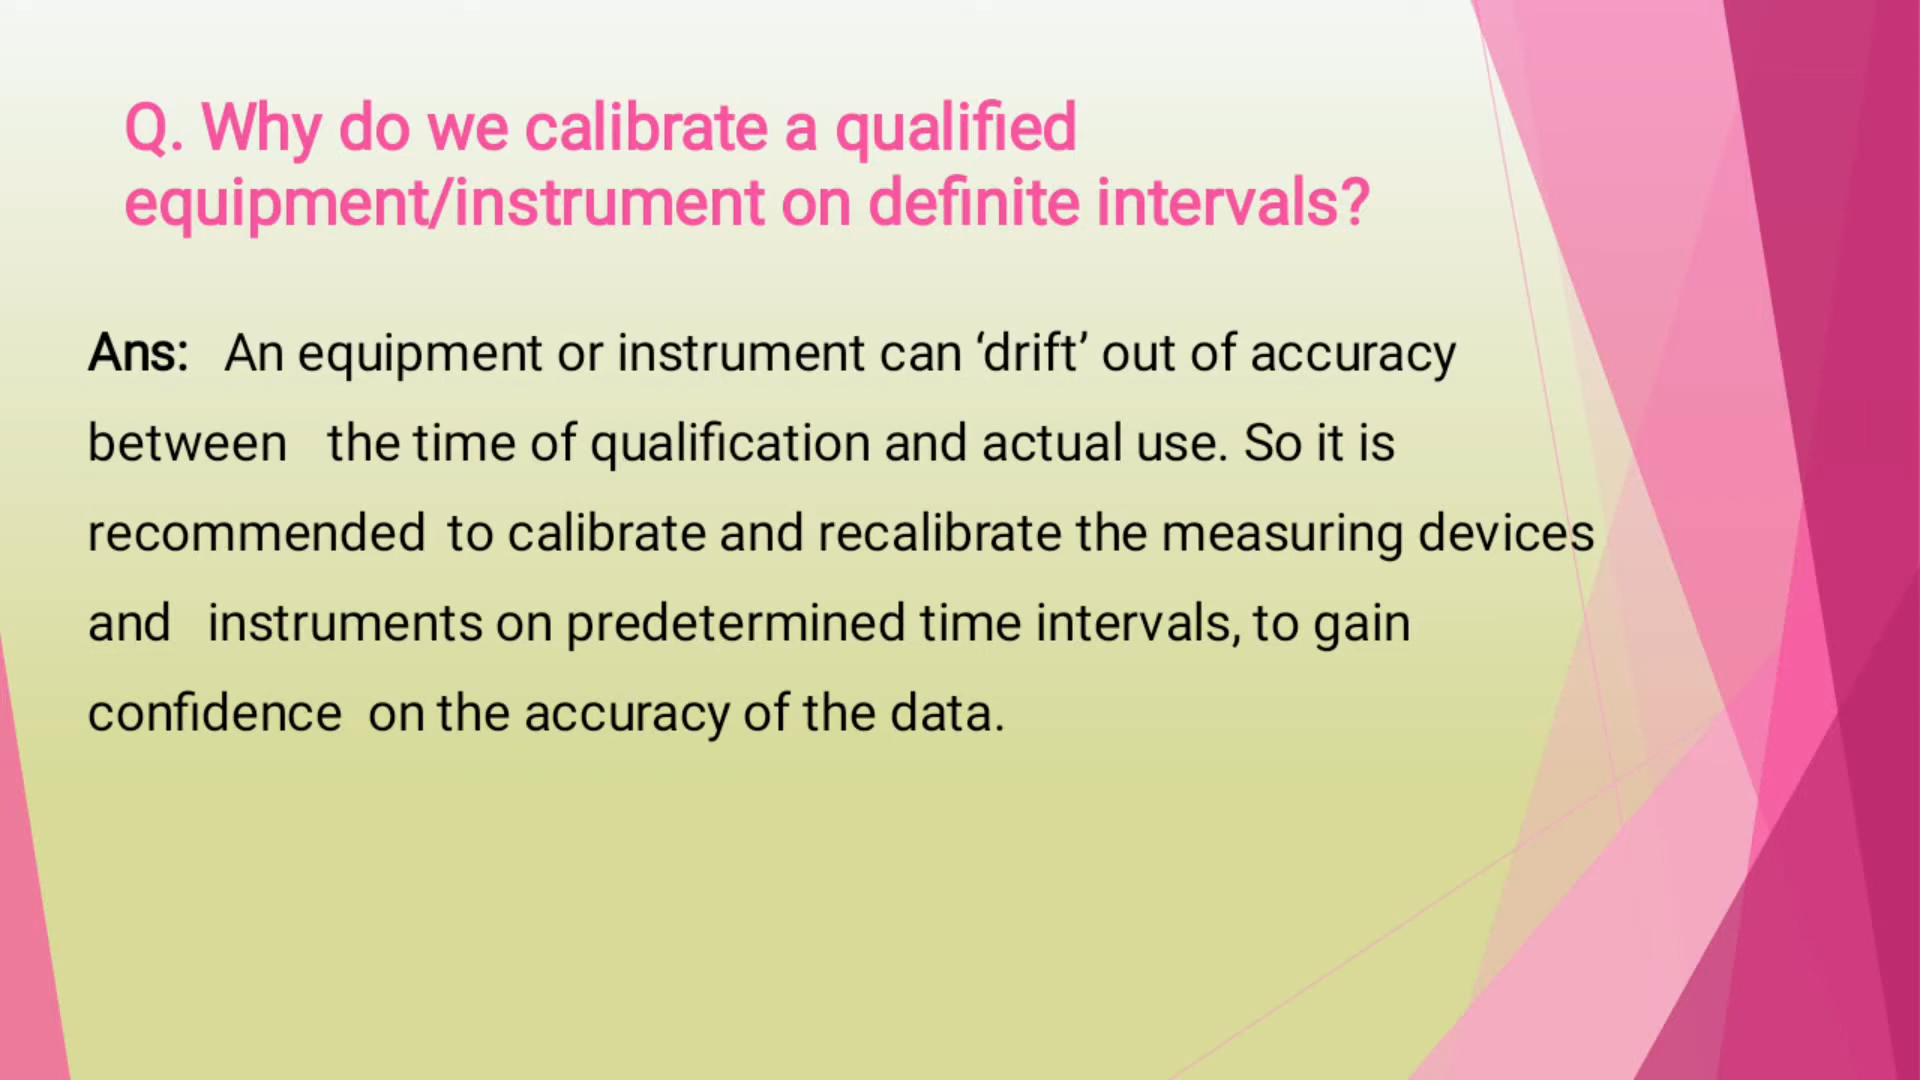 Q. Why do we calibrate a qualified
equipment/instrument on definite intervals?
Ans: An equipment or instrument can ‘drift’ out of accuracy
between the time of qualification and actual use. So it is
recommended to calibrate and recalibrate the measuring devices
and instruments on predetermined time intervals, to gain
confidence on the accuracy of the data.